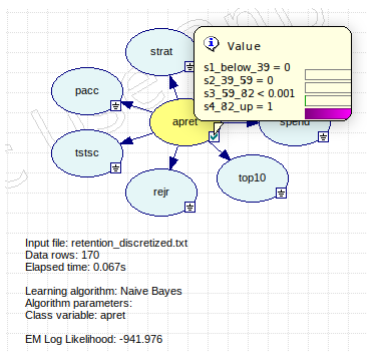 strat
Value
s1_below_39 = 0
s2_39_59 = 0
s3_59_82 < 0.001
s4_82_up = 1
pacc
apret
spend
tstsc
rejr
top10
Input file: retention_discretized.txt
Data rows: 170
Elapsed time: 0.067s
Learning algorithm: Naive Bayes
Algorithm parameters:
Class variable: apret
EM Log Likelihood: -941.976